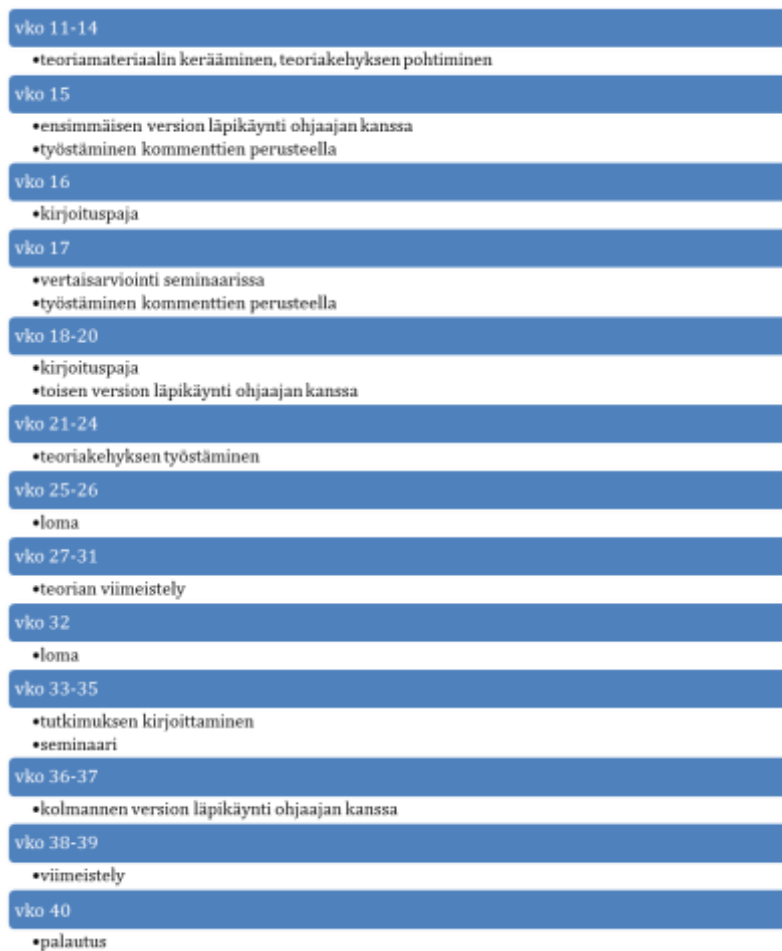 vko 11-14
•teoriamateriaalin kerääminen, teoriakehyksen pohtiminen
vko 15
•ensimmäisen version läpikäynti ohjaajan kanssa
•työstäminen kommenttien perusteella
vko 16
•kirjoituspaja
vko 17
•vertaisarviointi seminaarissa
•työstäminen kommenttien perusteella
vko 18-20
•kirjoituspaja
•toisen version läpikäynti ohjaajan kanssa
vko 21-24
•teoriakehyksen työstäminen
vko 25-26
•loma
vko 27-31
•teorian viimeistely
vko 32
•loma
vko 33-35
•tutkimuksen kirjoittaminen
•seminaari
vko 36-37
•kolmannen version läpikäynti ohjaajan kanssa
vko 38-39
•viimeistely
vko 40
•palautus